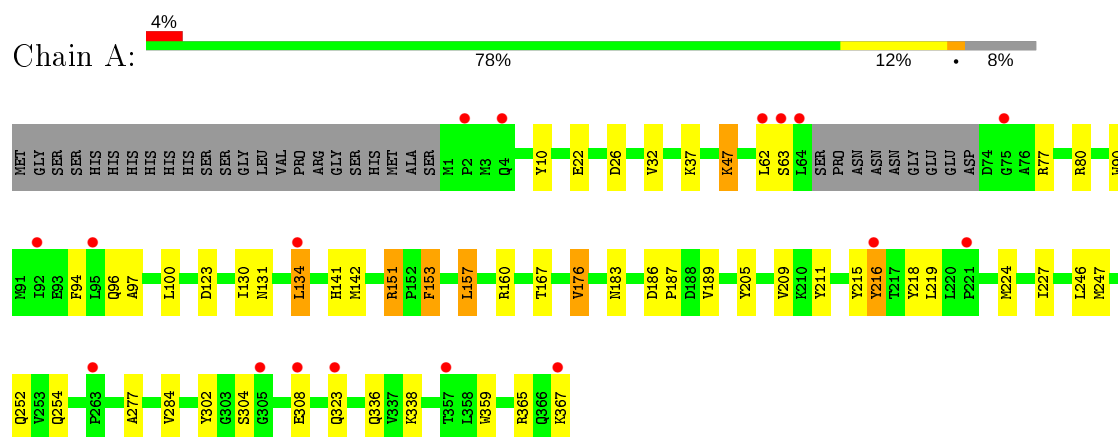 4%
Chain A:
78% 12% • 8%
MET GLY SER SER HIS HIS HIS HIS HIS HIS SER SER GLY LEU VAL PRO ARG GLY SER HIS MET ALA SER M1 P2 M3 Q4 Y10 E22 D26 V32 K37 K47 L62 S63 L64 SER PRO ASN ASN ASN GLY GLU GLU ASP D74 G75 A76 R77 R80 W90
M91 I92 E93 F94 L95 Q96 A97 L100 D123 I130 N131 L134 H141 M142 R151 P152 F153 L157 R160 T167 V176 N183 D186 P187 D188 V189 Y205 V209 K210 Y211 Y215 Y216 T217 Y218 L219 L220 P221 M224 I227 L246 M247
Q252 V253 Q254 P263 A277 V284 Y302 G303 S304 G305 E308 Q323 Q336 V337 K338 T357 L358 W359 R365 Q366 K367